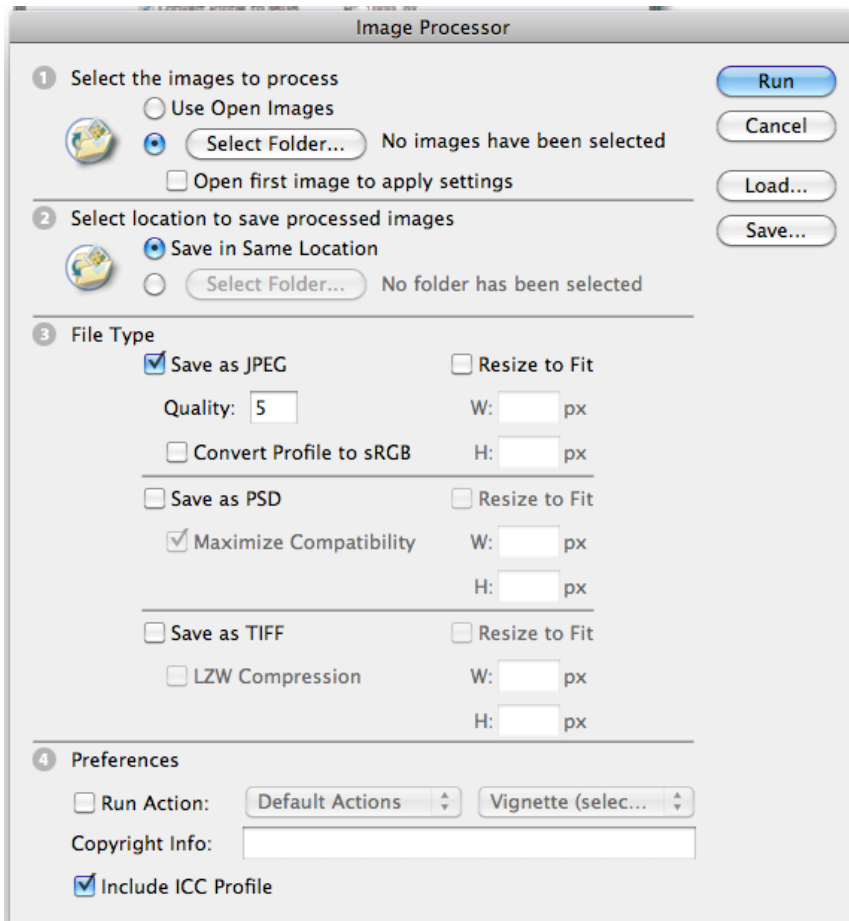 Image Processor
1 Select the images to process
Use Open Images
Select Folder... No images have been selected
Open first image to apply settings
Run
Cancel
Load...
Save...
2 Select location to save processed images
Save in Same Location
Select Folder... No folder has been selected
3 File Type
Save as JPEG Resize to Fit
Quality: 5 W: px
Convert Profile to sRGB H: px
Save as PSD Resize to Fit
Maximize Compatibility W: px
H: px
Save as TIFF Resize to Fit
LZW Compression W: px
H: px
4 Preferences
Run Action: Default Actions Vignette (selec...
Copyright Info:
Include ICC Profile